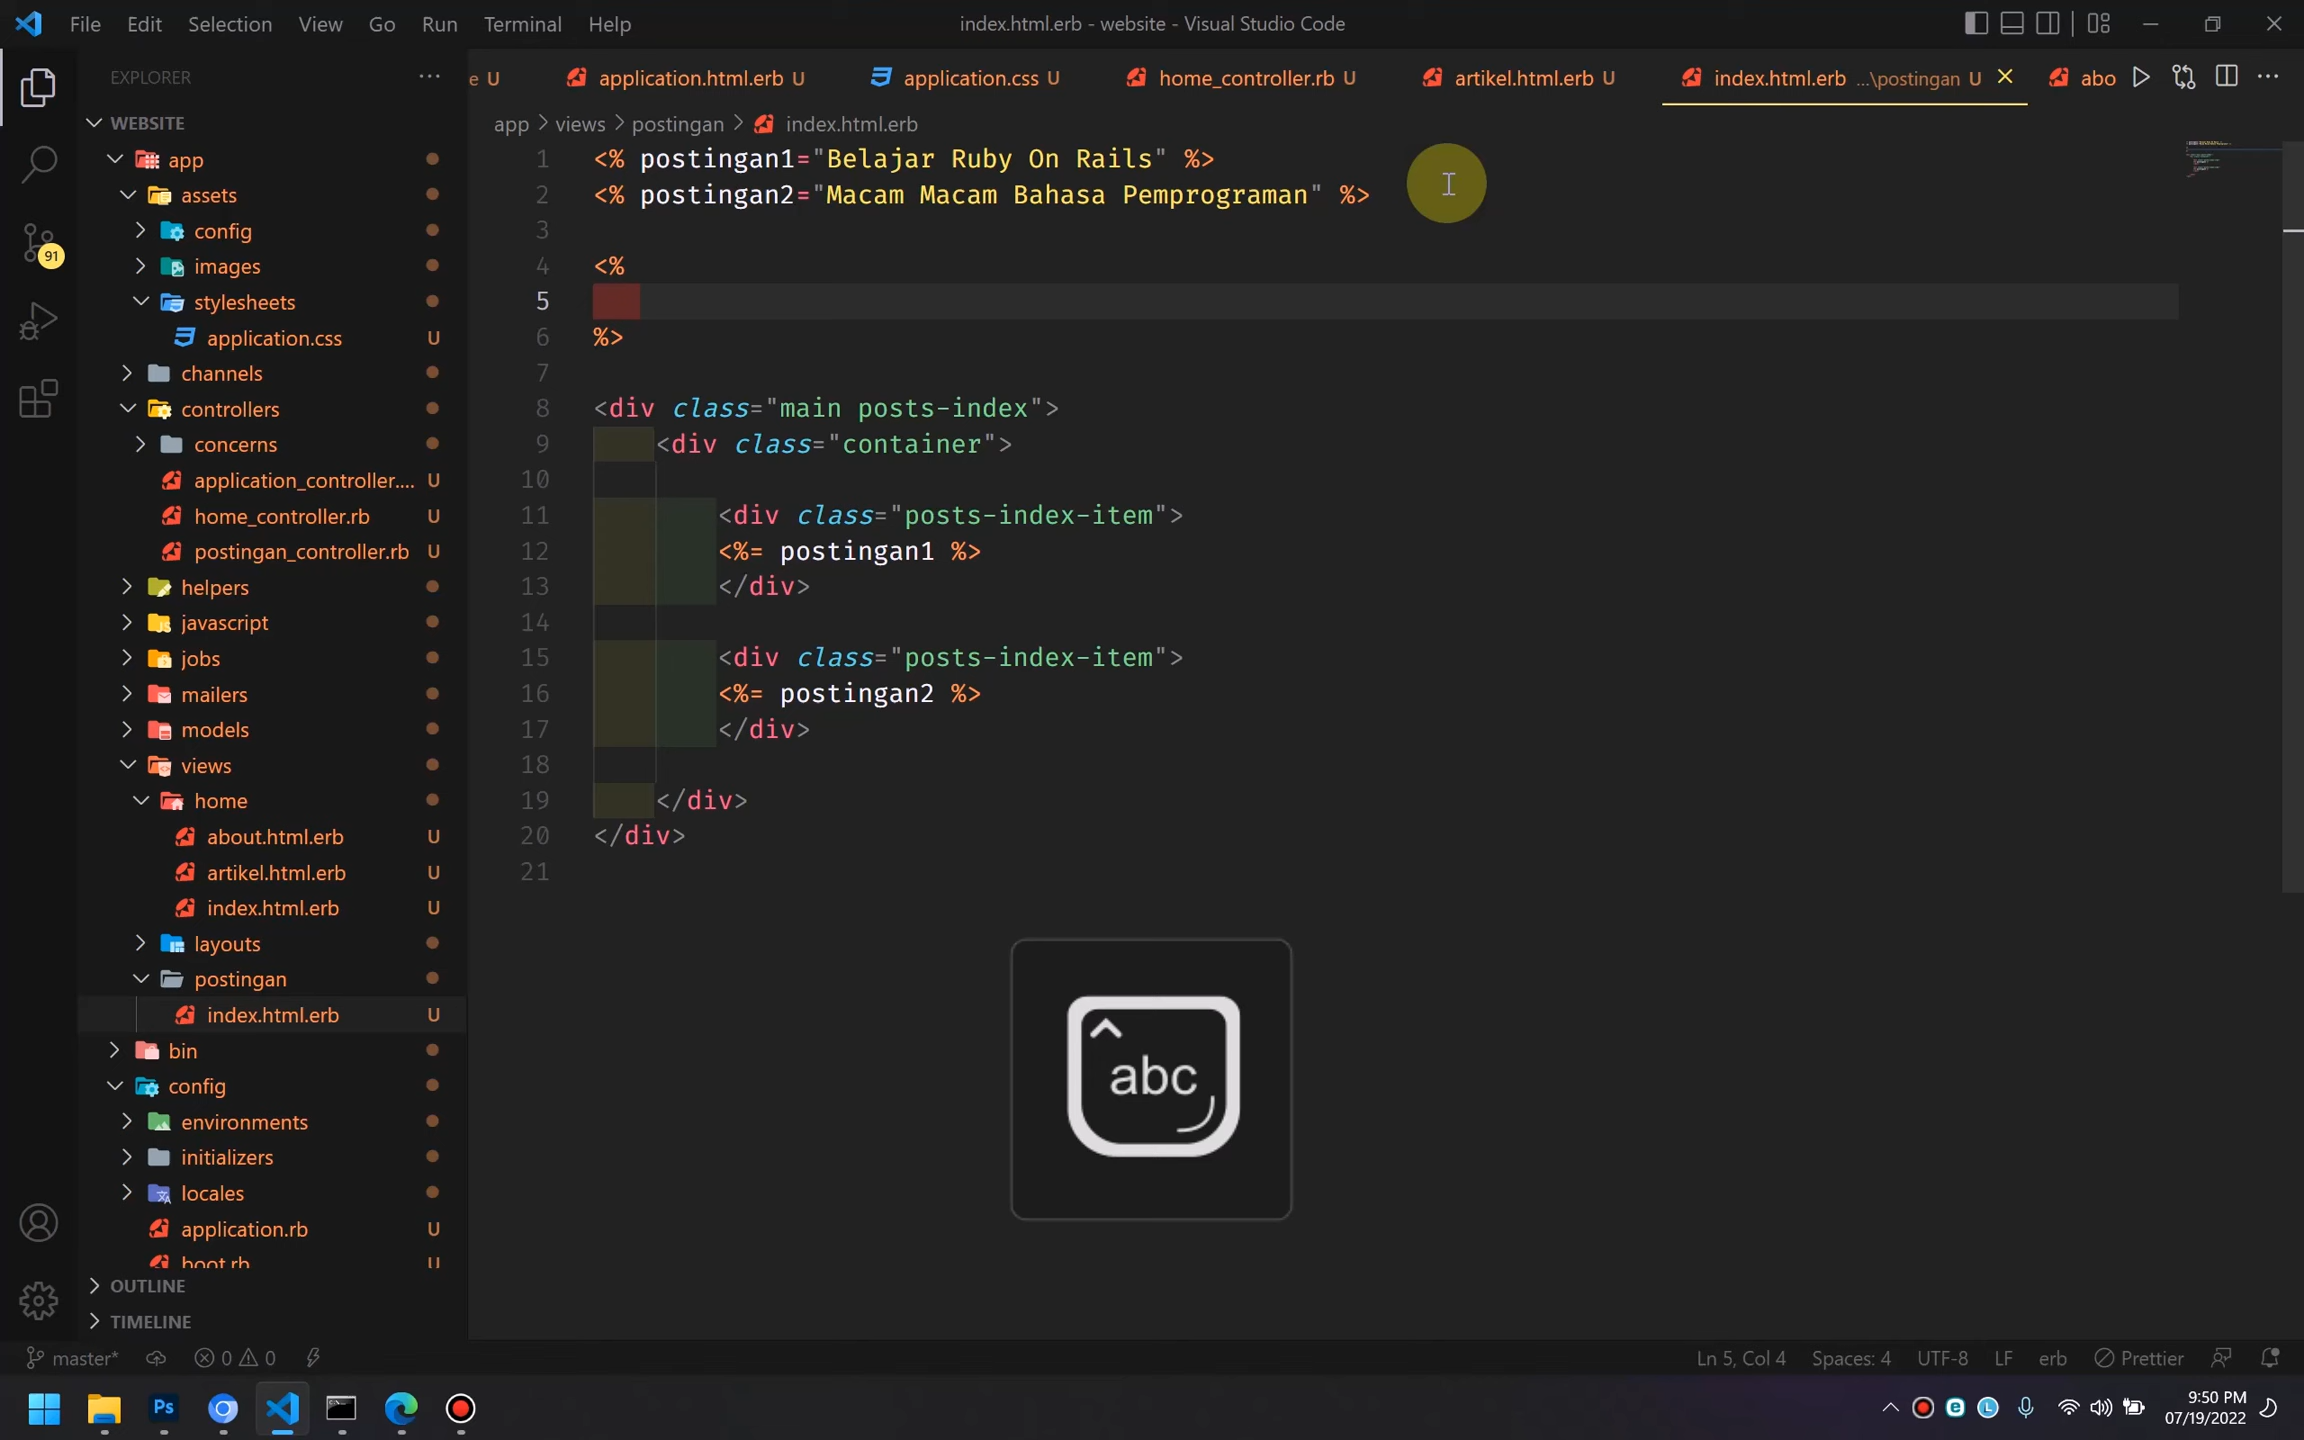 File Edit Selection View Go Run Terminal Help
index.html.erb - website - Visual Studio Code
EXPLORER
e U
application.html.erb U
application.css U
home_controller.rb U
artikel.html.erb U
index.html.erb ...\postingan U
abo
WEBSITE
app
assets
config
images
stylesheets
application.css U
channels
controllers
concerns
application_controller.... U
home_controller.rb U
postingan_controller.rb U
helpers
javascript
jobs
mailers
models
views
home
about.html.erb U
artikel.html.erb U
index.html.erb U
layouts
postingan
index.html.erb U
bin
config
environments
initializers
locales
application.rb U
boot.rb U
OUTLINE
TIMELINE
91
app > views > postingan > index.html.erb
1 <% postingan1="Belajar Ruby On Rails" %>
2 <% postingan2="Macam Macam Bahasa Pemprograman" %>
3
4 <%
5
6 %>
7
8 <div class="main posts-index">
9 <div class="container">
10
11 <div class="posts-index-item">
12 <%= postingan1 %>
13 </div>
14
15 <div class="posts-index-item">
16 <%= postingan2 %>
17 </div>
18
19 </div>
20 </div>
21
abc
master* 0 0
Ln 5, Col 4 Spaces: 4 UTF-8 LF erb Prettier
Ps
9:50 PM
07/19/2022